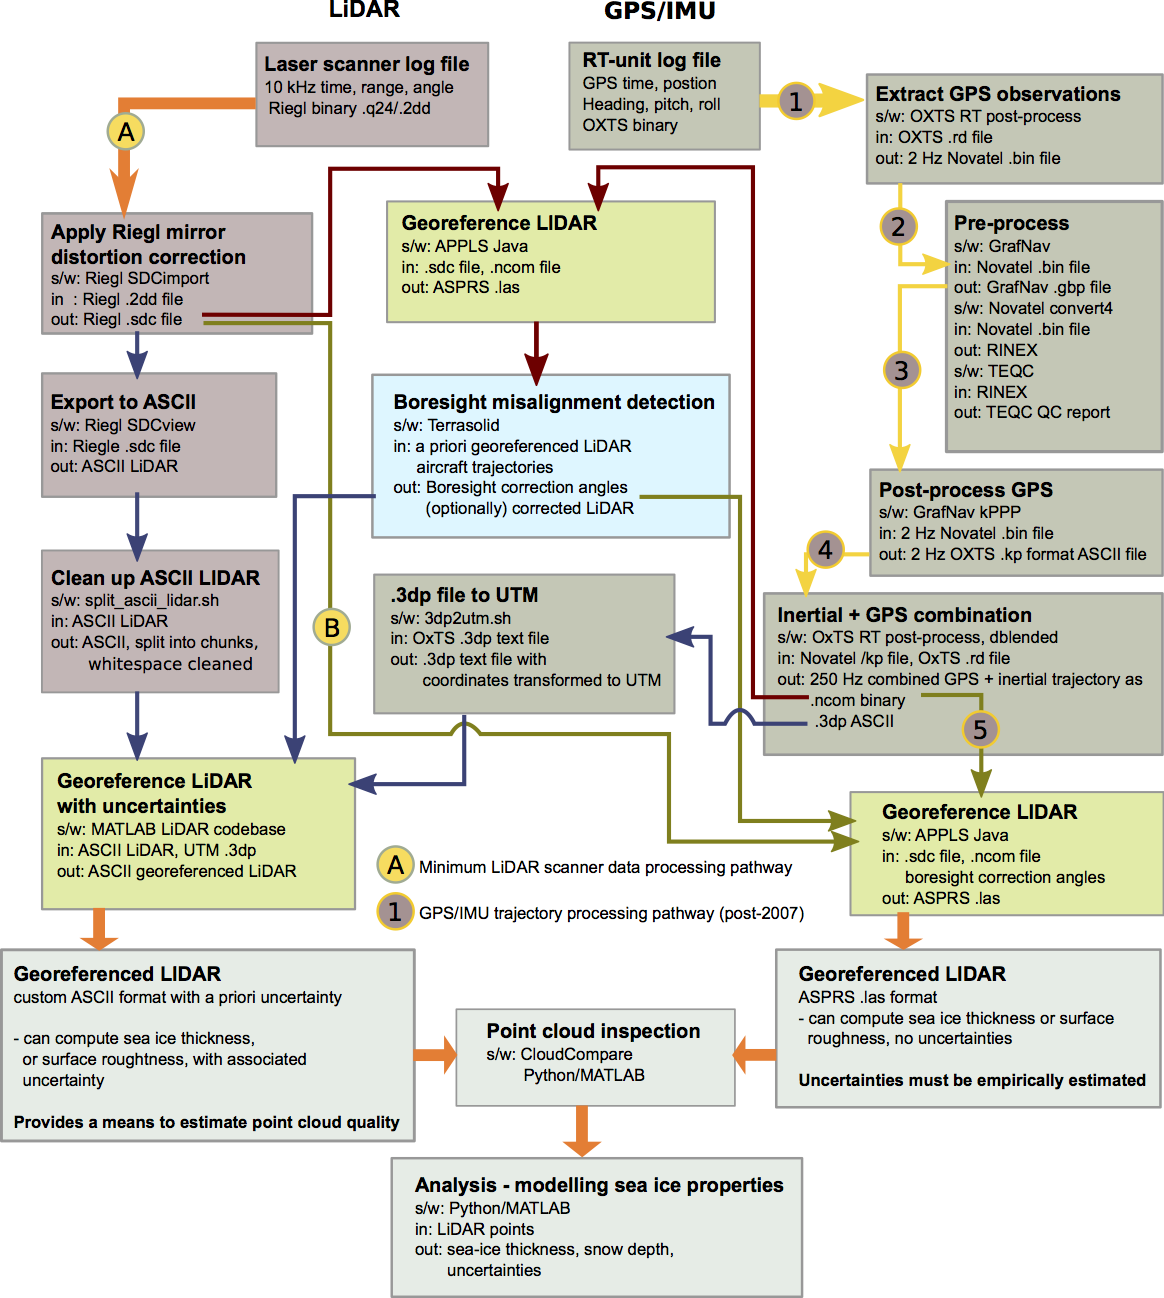 LiDAR
GPS/IMU
Laser scanner log file
10 kHz time, range, angle
Riegl binary .q24/.2dd
RT-unit log file
GPS time, postion
Heading, pitch, roll
OXTS binary
1
Extract GPS observations
s/w: OXTS RT post-process
in: OXTS .rd file
out: 2 Hz Novatel .bin file
A
Apply Riegl mirror
distortion correction
s/w: Riegl SDCimport
in : Riegl .2dd file
out: Riegl .sdc file
Georeference LIDAR
s/w: APPLS Java
in: .sdc file, .ncom file
out: ASPRS .las
2
Pre-process
s/w: GrafNav
in: Novatel .bin file
out: GrafNav .gbp file
s/w: Novatel convert4
in: Novatel .bin file
out: RINEX
s/w: TEQC
in: RINEX
out: TEQC QC report
3
Export to ASCII
s/w: Riegl SDCview
in: Riegle .sdc file
out: ASCII LiDAR
Boresight misalignment detection
s/w: Terrasolid
in: a priori georeferenced LiDAR
aircraft trajectories
out: Boresight correction angles
(optionally) corrected LiDAR
Post-process GPS
s/w: GrafNav kPPP
in: 2 Hz Novatel .bin file
out: 2 Hz OXTS .kp format ASCII file
4
Clean up ASCII LIDAR
s/w: split_ascii_lidar.sh
in: ASCII LiDAR
out: ASCII, split into chunks,
whitespace cleaned
B
.3dp file to UTM
s/w: 3dp2utm.sh
in: OxTS .3dp text file
out: .3dp text file with
coordinates transformed to UTM
Inertial + GPS combination
s/w: OxTS RT post-process, dblended
in: Novatel /kp file, OxTS .rd file
out: 250 Hz combined GPS + inertial trajectory as
.ncom binary
.3dp ASCII
5
Georeference LiDAR
with uncertainties
s/w: MATLAB LiDAR codebase
in: ASCII LiDAR, UTM .3dp
out: ASCII georeferenced LiDAR
Georeference LIDAR
s/w: APPLS Java
in: .sdc file, .ncom file
boresight correction angles
out: ASPRS .las
A Minimum LiDAR scanner data processing pathway
1 GPS/IMU trajectory processing pathway (post-2007)
Georeferenced LIDAR
custom ASCII format with a priori uncertainty
- can compute sea ice thickness,
or surface roughtness, with associated
uncertainty
Provides a means to estimate point cloud quality
Point cloud inspection
s/w: CloudCompare
Python/MATLAB
Georeferenced LIDAR
ASPRS .las format
- can compute sea ice thickness or surface
roughness, no uncertainties
Uncertainties must be empirically estimated
Analysis - modelling sea ice properties
s/w: Python/MATLAB
in: LiDAR points
out: sea-ice thickness, snow depth,
uncertainties